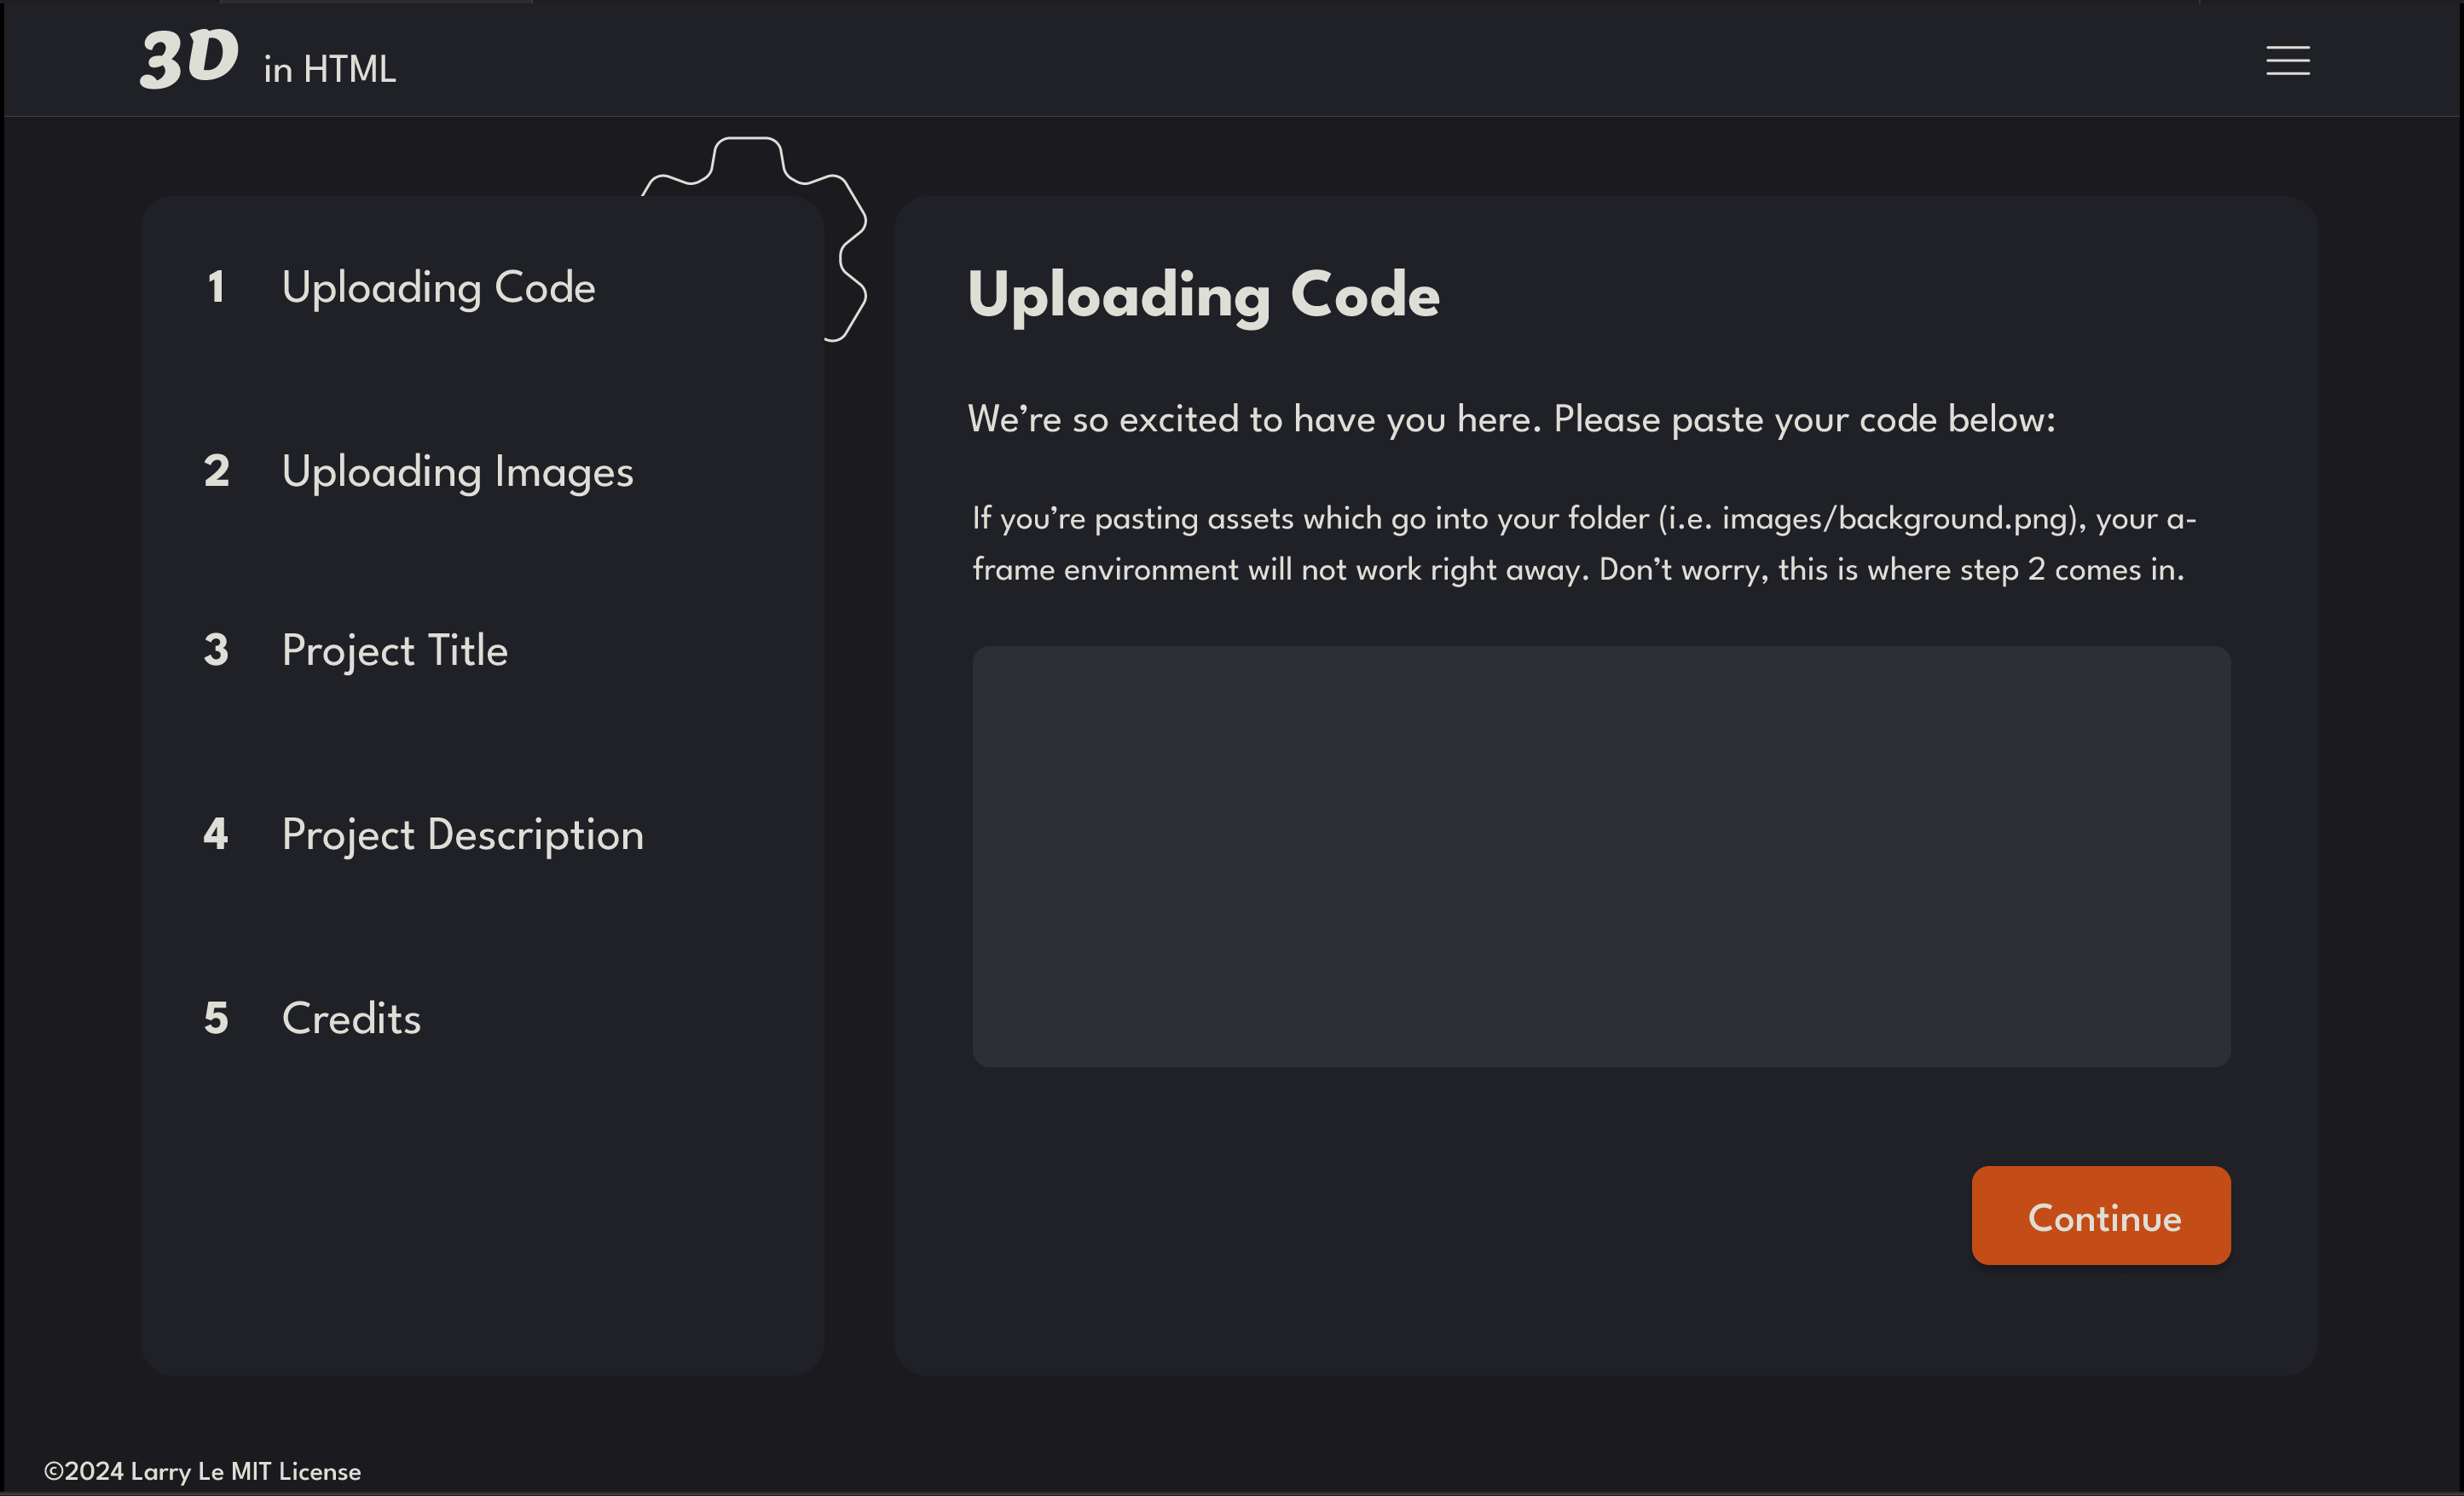 3D in HTML
1 Uploading Code
2 Uploading Images
3 Project Title
4 Project Description
5 Credits
Uploading Code
We’re so excited to have you here. Please paste your code below:
If you’re pasting assets which go into your folder (i.e. images/background.png), your a-
frame environment will not work right away. Don’t worry, this is where step 2 comes in.
Continue
©2024 Larry Le MIT License